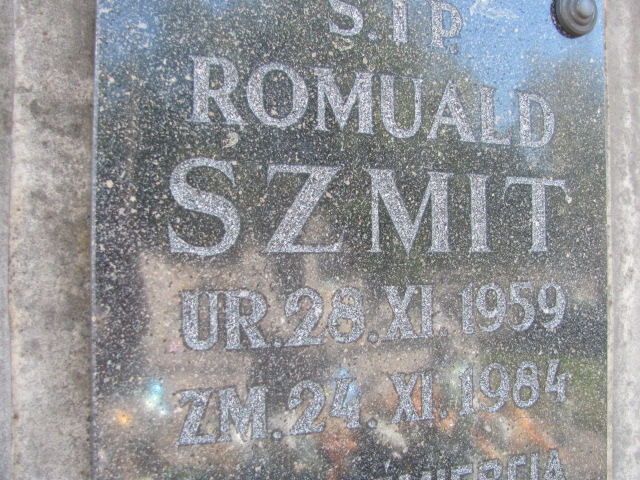 Ś.†P.
ROMUALD
SZMIT
UR.28.XI.1959
ZM.24.XI.1984